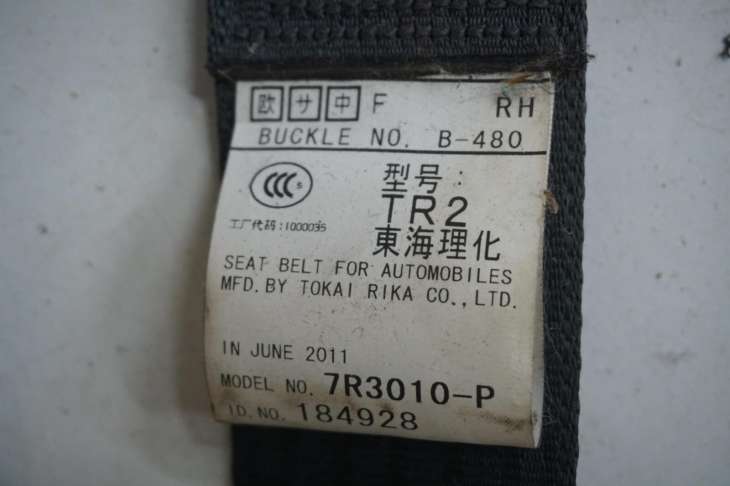 欧 サ 中 F RH
BUCKLE NO. B-480
CCC S
型号:
TR2
工厂代码:1000035
東海理化
SEAT BELT FOR AUTOMOBILES
MFD. BY TOKAI RIKA CO., LTD.
IN JUNE 2011
MODEL NO. 7R3010-P
ID. NO. 184928